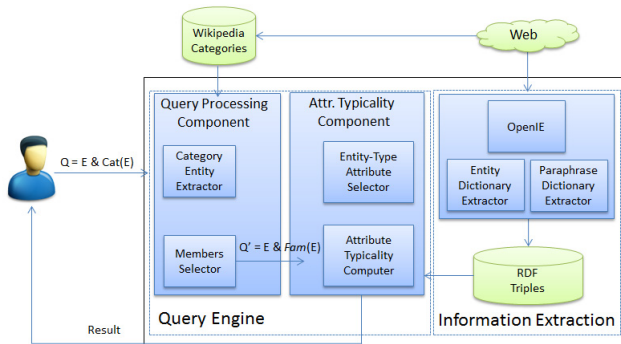 Wikipedia
Categories
Web
Query Processing
Component
Attr. Typicality
Component
OpenIE
Category
Entity
Extractor
Entity-Type
Attribute
Selector
Entity
Dictionary
Extractor
Paraphrase
Dictionary
Extractor
Q = E & Cat(E)
Members
Selector
Q' = E & Fam(E)
Attribute
Typicality
Computer
RDF
Triples
Result
Query Engine
Information Extraction